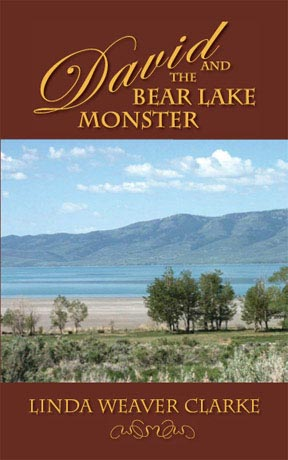 David AND
THE
BEAR LAKE
MONSTER
LINDA WEAVER CLARKE